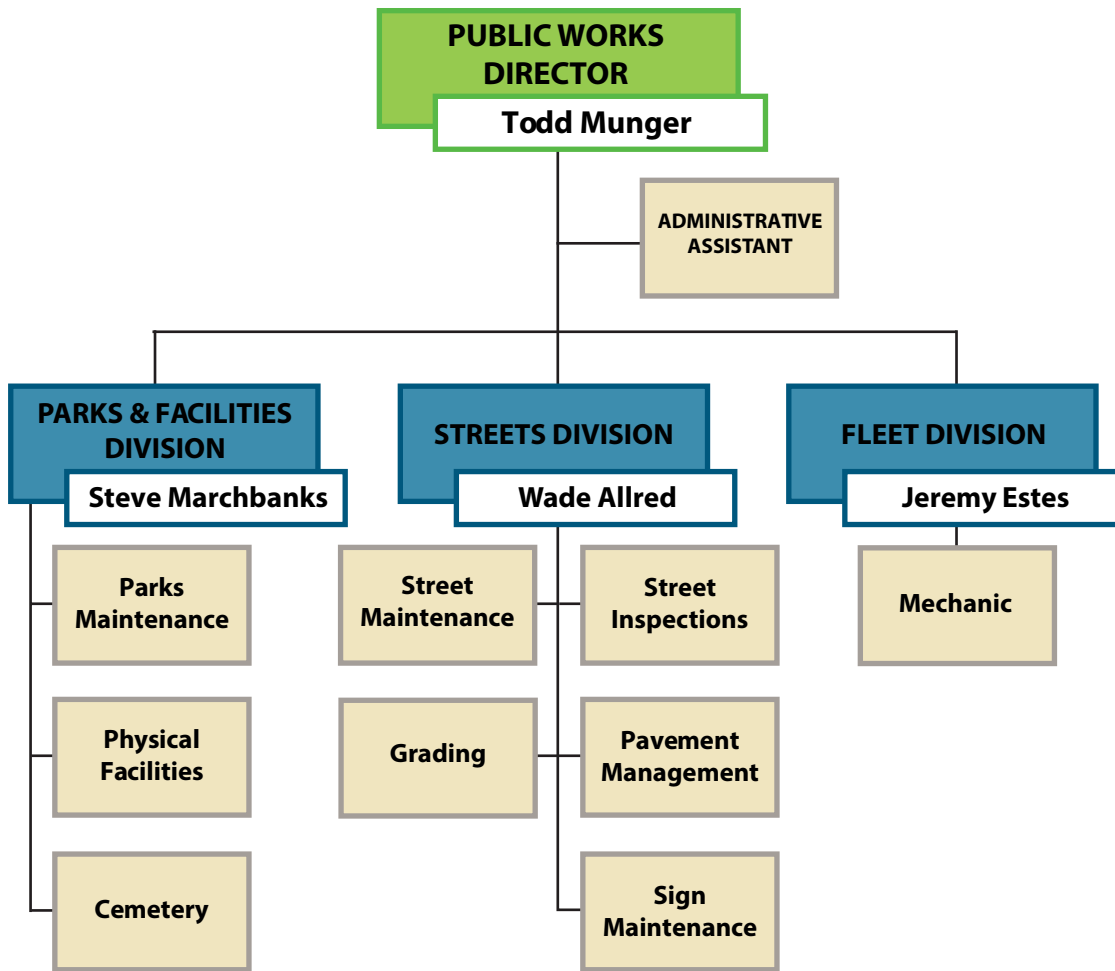 PUBLIC WORKS
DIRECTOR
Todd Munger
ADMINISTRATIVE
ASSISTANT
PARKS & FACILITIES
DIVISION
Steve Marchbanks
STREETS DIVISION
Wade Allred
FLEET DIVISION
Jeremy Estes
Parks
Maintenance
Physical
Facilities
Cemetery
Street
Maintenance
Street
Inspections
Grading
Pavement
Management
Sign
Maintenance
Mechanic